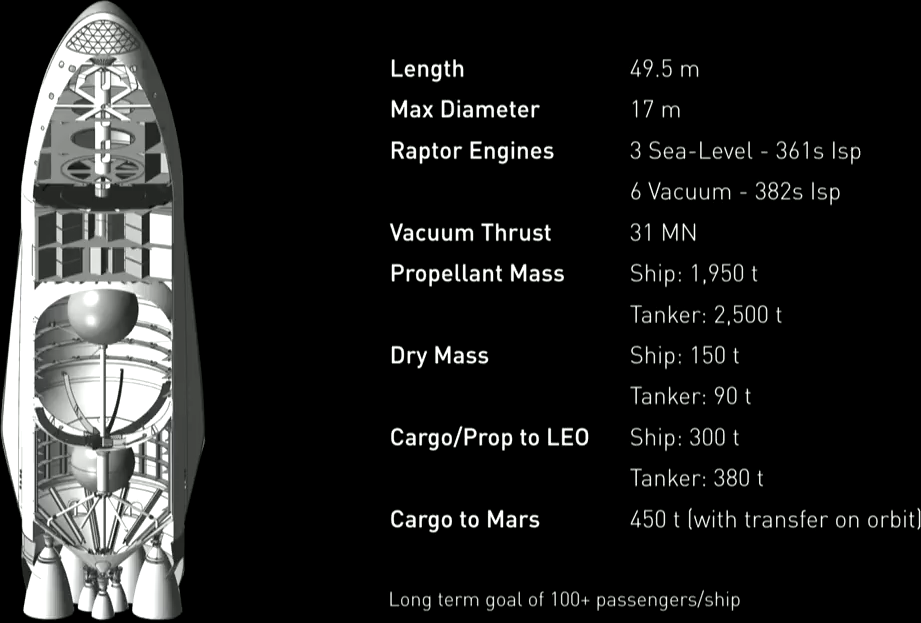 Length 49.5 m
Max Diameter 17 m
Raptor Engines 3 Sea-Level - 361s Isp
6 Vacuum - 382s Isp
Vacuum Thrust 31 MN
Propellant Mass Ship: 1,950 t
Tanker: 2,500 t
Dry Mass Ship: 150 t
Tanker: 90 t
Cargo/Prop to LEO Ship: 300 t
Tanker: 380 t
Cargo to Mars 450 t (with transfer on orbit)
Long term goal of 100+ passengers/ship